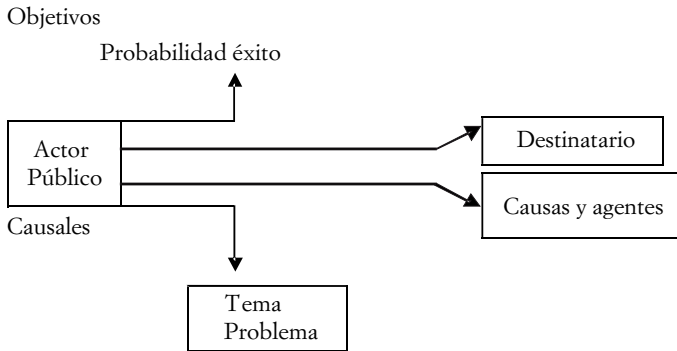 Objetivos
Probabilidad éxito
Actor
Público
Destinatario
Causas y agentes
Causales
Tema
Problema